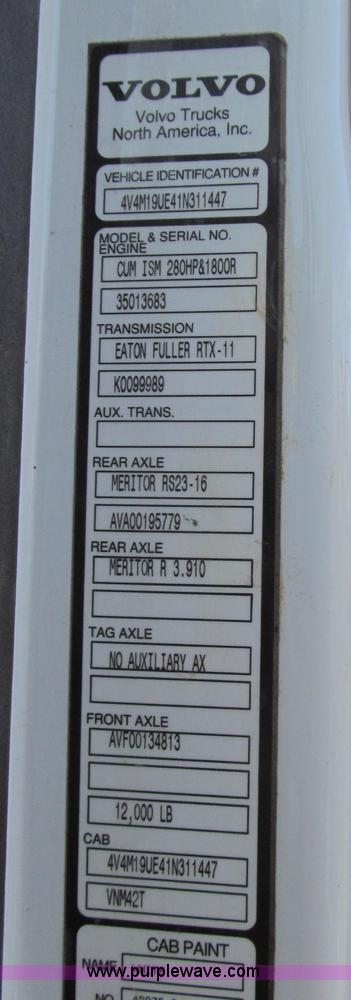 VOLVO
Volvo Trucks
North America, Inc.
VEHICLE IDENTIFICATION #
4V4M19UE41N311447
MODEL & SERIAL NO.
ENGINE
CUM ISM 280HP&1800R
35013683
TRANSMISSION
EATON FULLER RTX-11
K0099989
AUX. TRANS.
REAR AXLE
MERITOR RS23-16
AVA00195779
REAR AXLE
MERITOR R 3.910
TAG AXLE
NO AUXILIARY AX
FRONT AXLE
AVF00134813
12,000 LB
CAB
4V4M19UE41N311447
VNM42T
CAB PAINT
NAME
www.purplewave.com
NO.